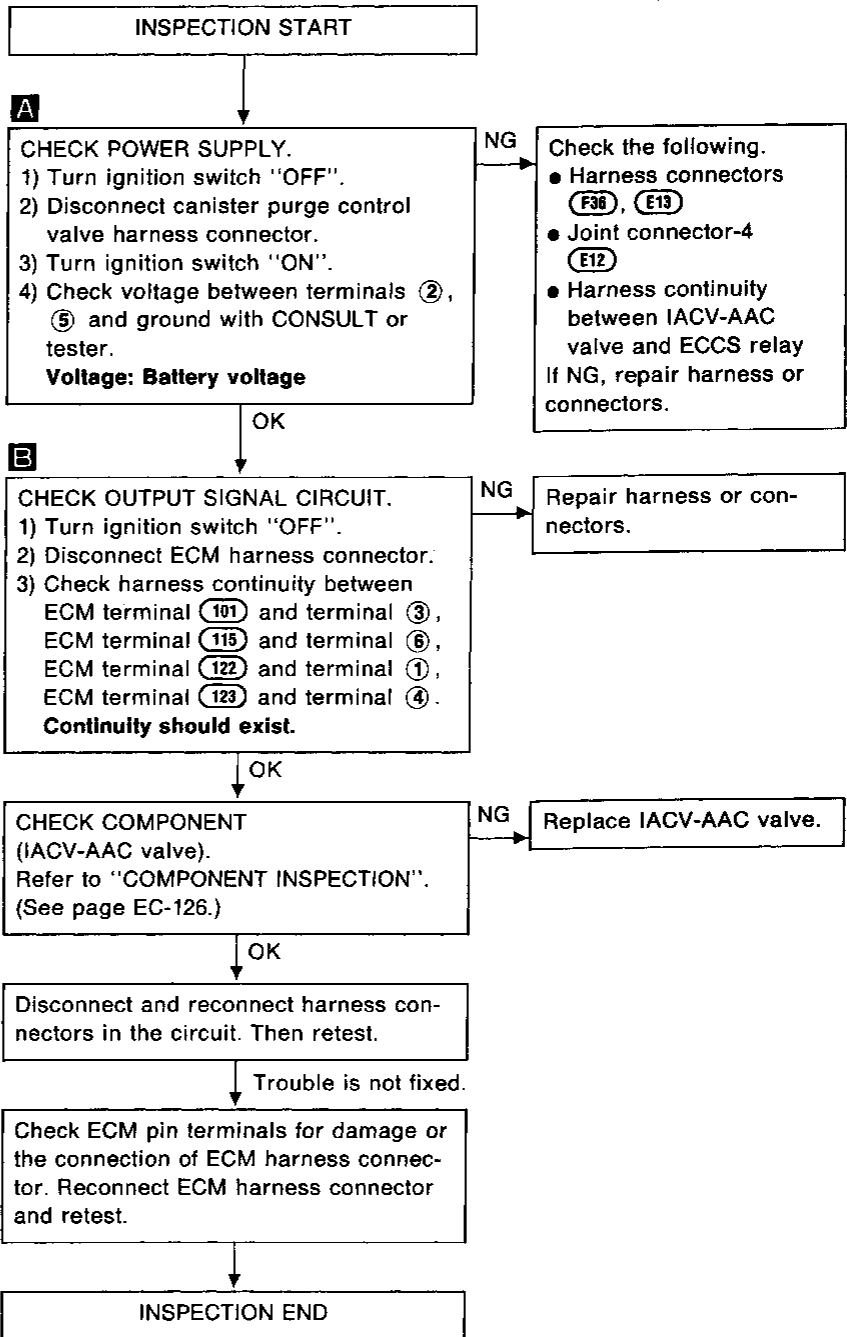 INSPECTION START
A
CHECK POWER SUPPLY.
1) Turn ignition switch "OFF".
2) Disconnect canister purge control
valve harness connector.
3) Turn ignition switch "ON".
4) Check voltage between terminals ②,
⑤ and ground with CONSULT or
tester.
Voltage: Battery voltage
NG
Check the following.
● Harness connectors
F36, E13
● Joint connector-4
E12
● Harness continuity
between IACV-AAC
valve and ECCS relay
If NG, repair harness or
connectors.
OK
B
CHECK OUTPUT SIGNAL CIRCUIT.
1) Turn ignition switch "OFF".
2) Disconnect ECM harness connector.
3) Check harness continuity between
ECM terminal 101 and terminal ③,
ECM terminal 115 and terminal ⑥,
ECM terminal 122 and terminal ①,
ECM terminal 123 and terminal ④.
Continuity should exist.
NG
Repair harness or con-
nectors.
OK
CHECK COMPONENT
(IACV-AAC valve).
Refer to "COMPONENT INSPECTION".
(See page EC-126.)
NG
Replace IACV-AAC valve.
OK
Disconnect and reconnect harness con-
nectors in the circuit. Then retest.
Trouble is not fixed.
Check ECM pin terminals for damage or
the connection of ECM harness connec-
tor. Reconnect ECM harness connector
and retest.
INSPECTION END